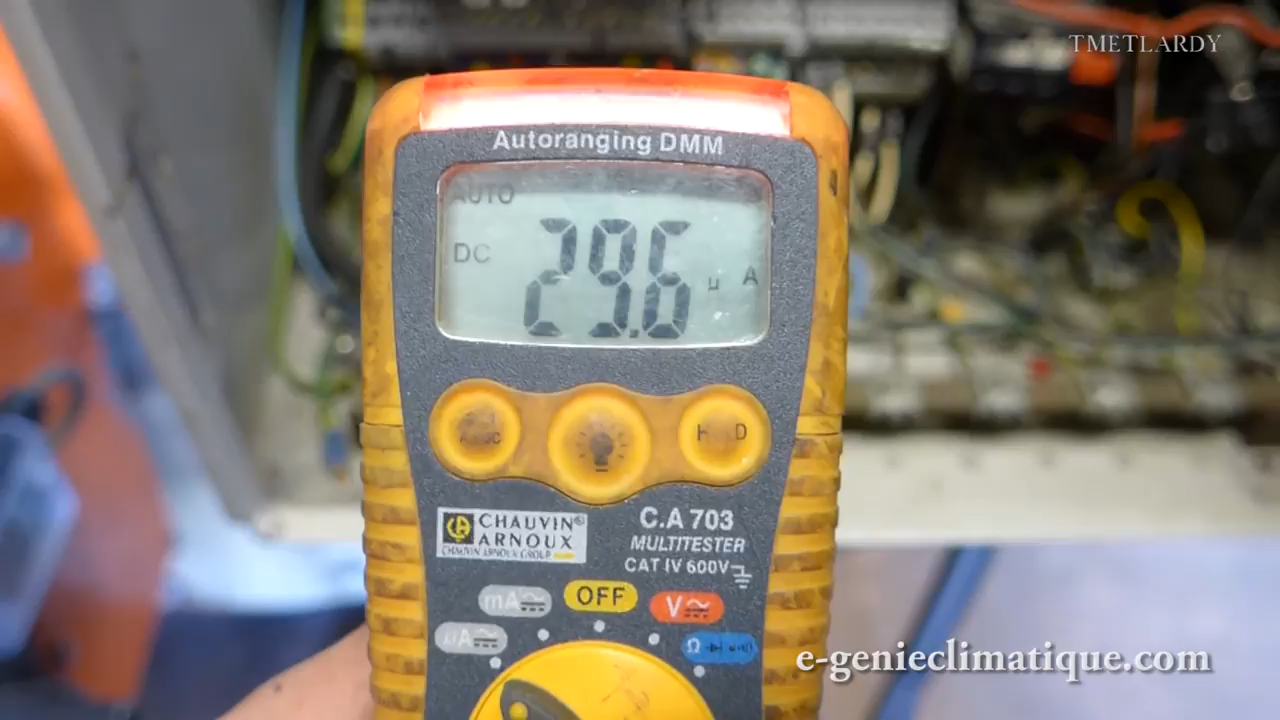 TMETLARDY
Autoranging DMM
AUTO
DC
29.6
µ A
HOLD
CHAUVIN®
ARNOUX
CHAUVIN ARNOUX GROUP
C.A 703
MULTITESTER
CAT IV 600V
mA
OFF
V
µA
Ω
e-genieclimatique.com